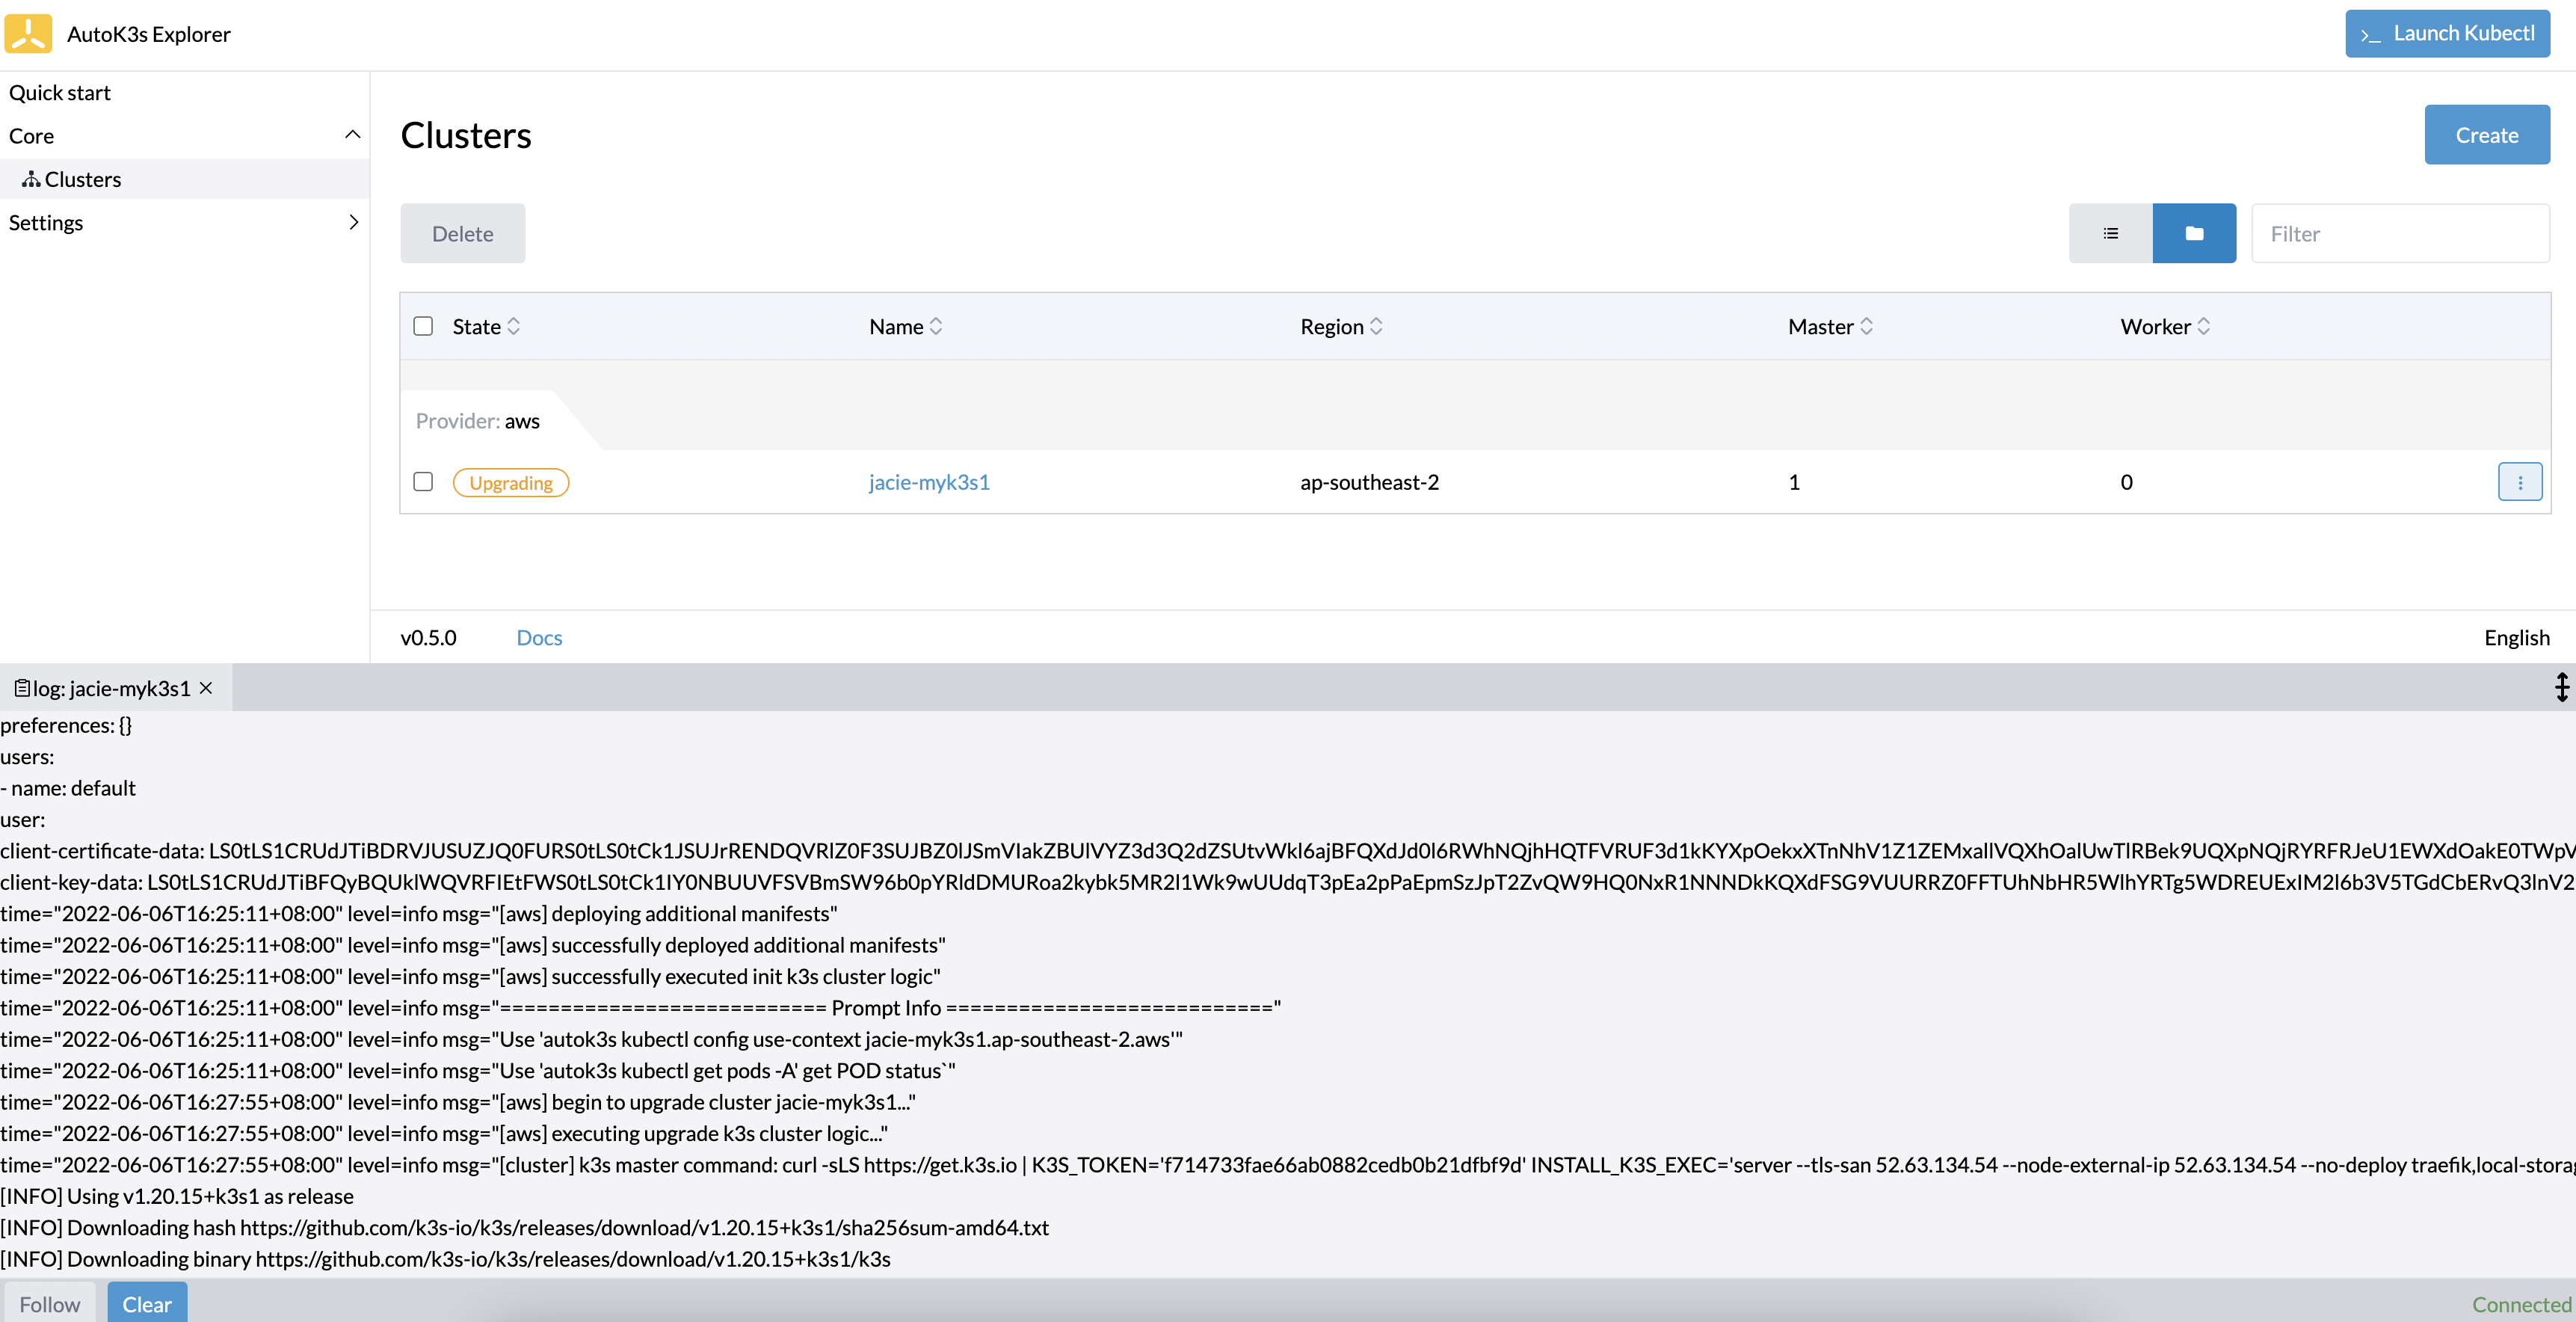 AutoK3s Explorer
>_ Launch Kubectl
Quick start
Core
Clusters
Settings
Clusters
Create
Delete
Filter
State Name Region Master Worker
Provider: aws
Upgrading jacie-myk3s1 ap-southeast-2 1 0
v0.5.0 Docs English
log: jacie-myk3s1
preferences: {}
users:
- name: default
user:
client-certificate-data:
client-key-data:
time="2022-06-06T16:25:11+08:00" level=info msg="[aws] deploying additional manifests"
time="2022-06-06T16:25:11+08:00" level=info msg="[aws] successfully deployed additional manifests"
time="2022-06-06T16:25:11+08:00" level=info msg="[aws] successfully executed init k3s cluster logic"
time="2022-06-06T16:25:11+08:00" level=info msg="=========================== Prompt Info ==========================="
time="2022-06-06T16:25:11+08:00" level=info msg="Use 'autok3s kubectl config use-context jacie-myk3s1.ap-southeast-2.aws'"
time="2022-06-06T16:25:11+08:00" level=info msg="Use 'autok3s kubectl get pods -A' get POD status`"
time="2022-06-06T16:27:55+08:00" level=info msg="[aws] begin to upgrade cluster jacie-myk3s1..."
time="2022-06-06T16:27:55+08:00" level=info msg="[aws] executing upgrade k3s cluster logic..."
time="2022-06-06T16:27:55+08:00" level=info msg="[cluster] k3s master command: curl -sLS https://get.k3s.io | K3S_TOKEN='f714733fae66ab0882cedb0b21dfbf9d' INSTALL_K3S_EXEC='server --tls-san 52.63.134.54 --node-external-ip 52.63.134.54 --no-deploy traefik,local-storag
[INFO] Using v1.20.15+k3s1 as release
[INFO] Downloading hash https://github.com/k3s-io/k3s/releases/download/v1.20.15+k3s1/sha256sum-amd64.txt
[INFO] Downloading binary https://github.com/k3s-io/k3s/releases/download/v1.20.15+k3s1/k3s
Follow Clear Connected